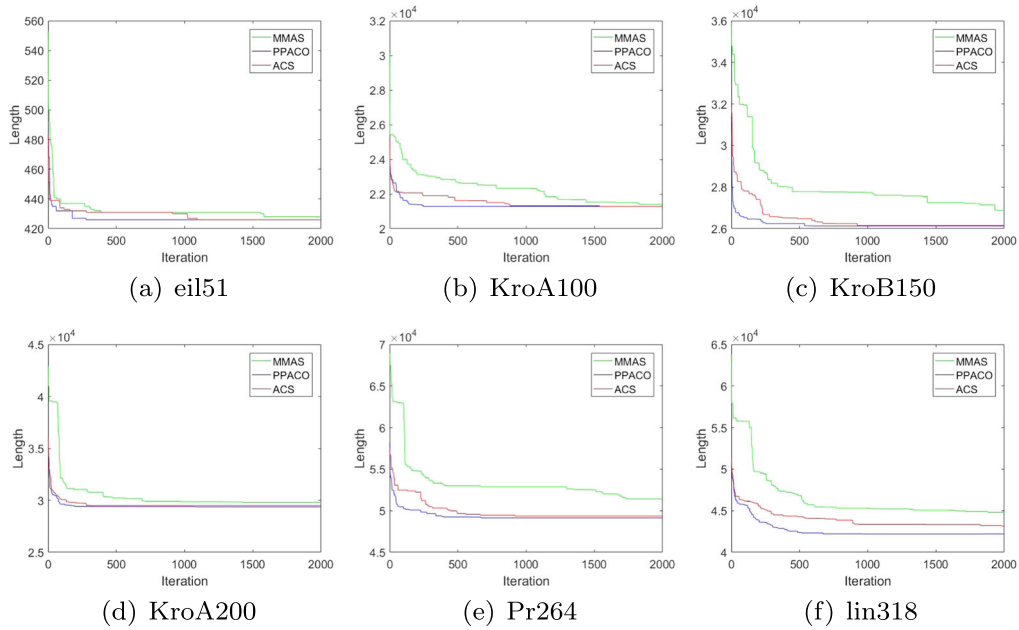 560
540
520
500
480
460
440
420
Length
0
500
1000
1500
2000
Iteration
MMAS
PPACO
ACS
(a) eil51
×10⁴
3.2
3
2.8
2.6
2.4
2.2
2
Length
0
500
1000
1500
2000
Iteration
MMAS
PPACO
ACS
(b) KroA100
×10⁴
3.6
3.4
3.2
3
2.8
2.6
Length
0
500
1000
1500
2000
Iteration
MMAS
PPACO
ACS
(c) KroB150
×10⁴
4.5
4
3.5
3
2.5
Length
0
500
1000
1500
2000
Iteration
MMAS
PPACO
ACS
(d) KroA200
×10⁴
7
6.5
6
5.5
5
4.5
Length
0
500
1000
1500
2000
Iteration
MMAS
PPACO
ACS
(e) Pr264
×10⁴
6.5
6
5.5
5
4.5
4
Length
0
500
1000
1500
2000
Iteration
MMAS
PPACO
ACS
(f) lin318